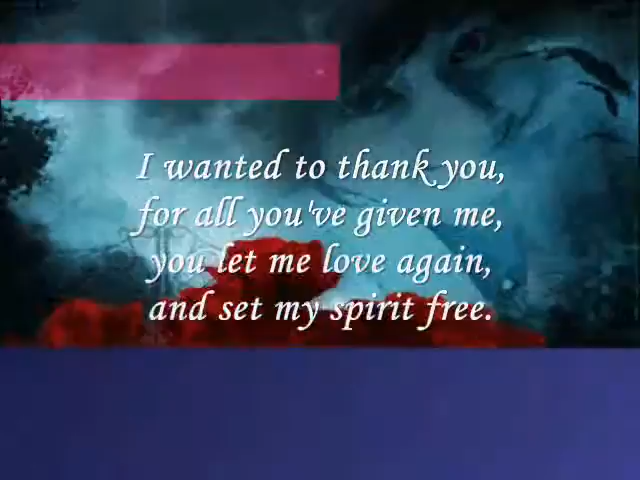 I wanted to thank you,
for all you've given me,
you let me love again,
and set my spirit free.